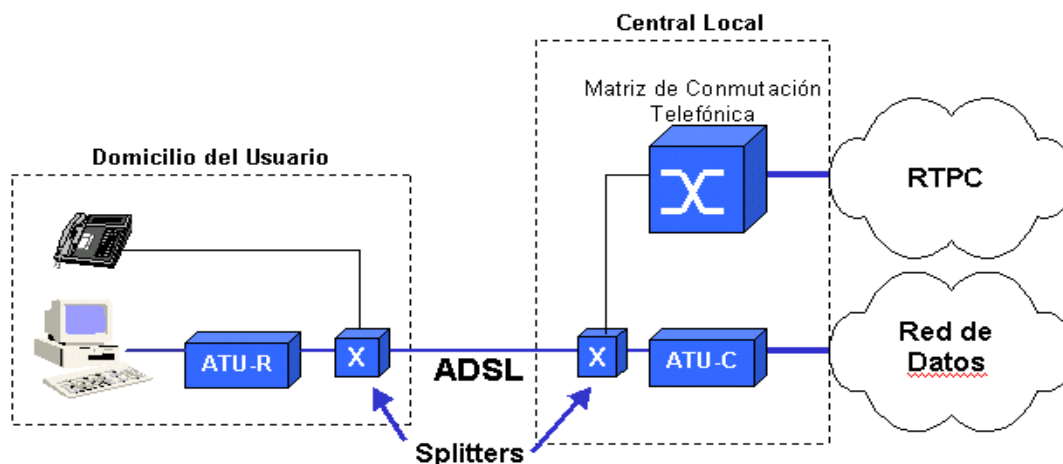 Central Local
Matriz de Conmutación
Telefónica
Domicilio del Usuario
RTPC
ATU-R
X
ADSL
X
ATU-C
Red de
Datos
Splitters